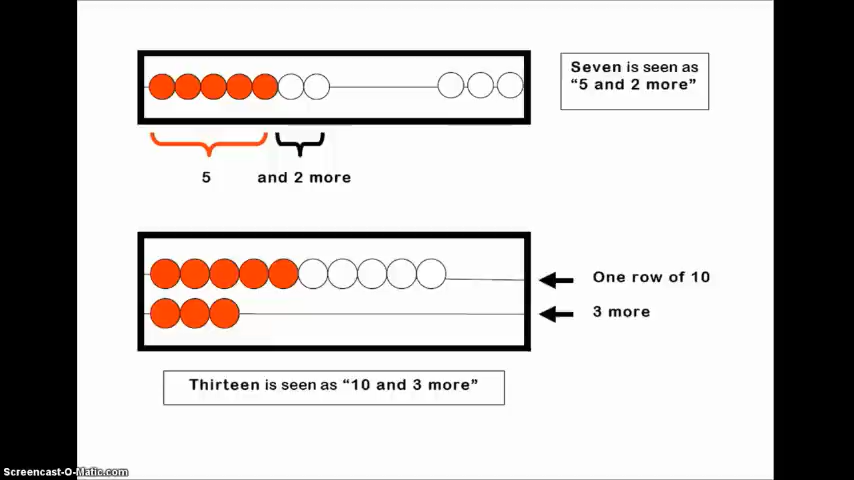 Seven is seen as
“5 and 2 more”
5
and 2 more
One row of 10
3 more
Thirteen is seen as “10 and 3 more”
Screencast-O-Matic.com